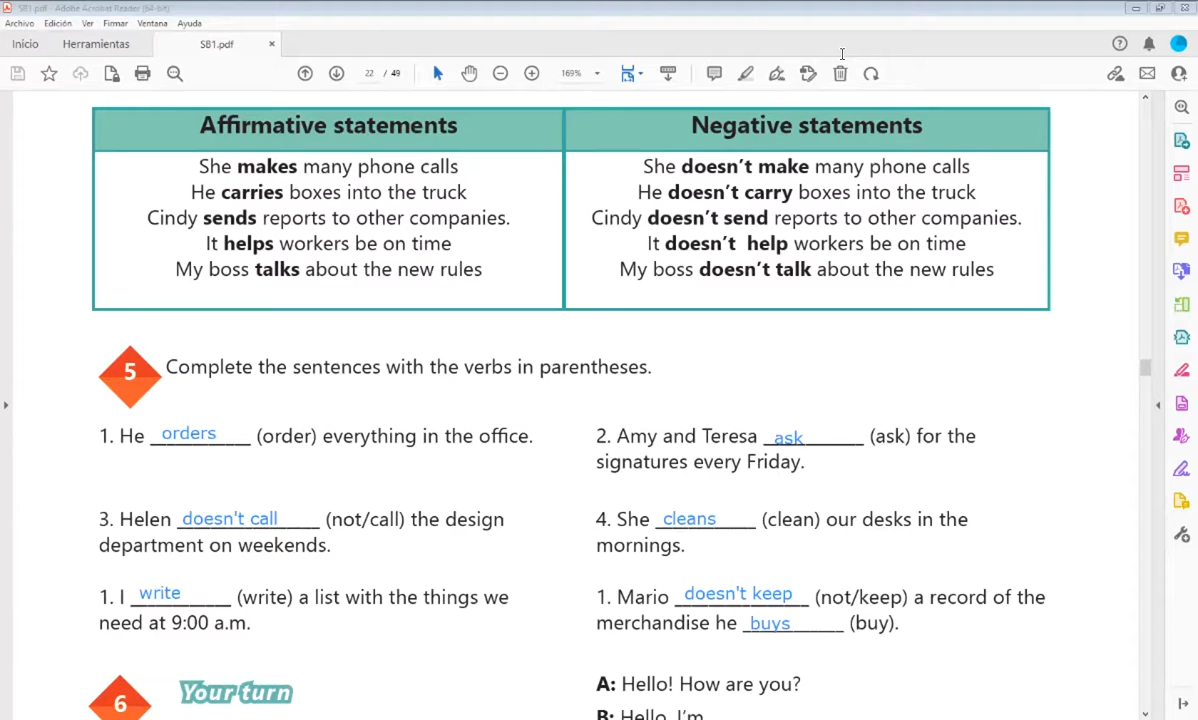 SB1.pdf - Adobe Acrobat Reader (64-bit)
Archivo Edición Ver Firmar Ventana Ayuda
Inicio Herramientas SB1.pdf ×
22 / 49 169%
Affirmative statements
She makes many phone calls
He carries boxes into the truck
Cindy sends reports to other companies.
It helps workers be on time
My boss talks about the new rules
Negative statements
She doesn't make many phone calls
He doesn't carry boxes into the truck
Cindy doesn't send reports to other companies.
It doesn't help workers be on time
My boss doesn't talk about the new rules
5 Complete the sentences with the verbs in parentheses.
1. He orders (order) everything in the office.
2. Amy and Teresa ask (ask) for the
signatures every Friday.
3. Helen doesn't call (not/call) the design
department on weekends.
4. She cleans (clean) our desks in the
mornings.
1. I write (write) a list with the things we
need at 9:00 a.m.
1. Mario doesn't keep (not/keep) a record of the
merchandise he buys (buy).
6 Your turn
A: Hello! How are you?
B: Hello, I'm